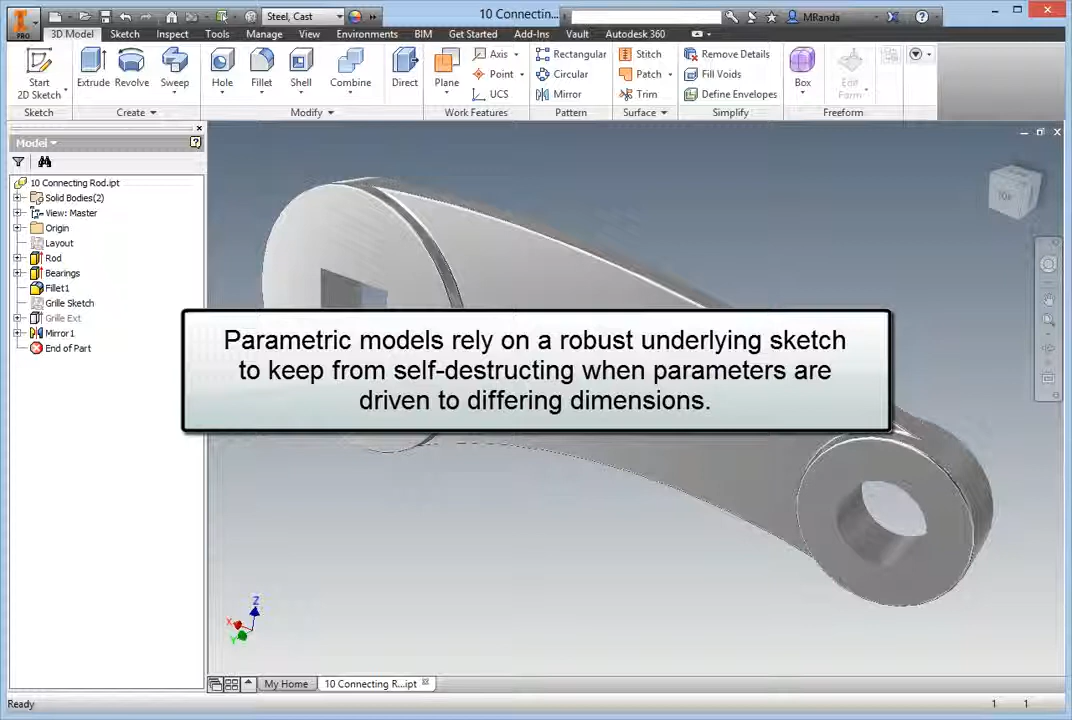 PRO
Steel, Cast
10 Connectin...
MRanda
3D Model Sketch Inspect Tools Manage View Environments BIM Get Started Add-Ins Vault Autodesk 360
Start
2D Sketch
Extrude Revolve Sweep
Hole Fillet Shell Combine Direct
Plane
Axis
Point
UCS
Rectangular
Circular
Mirror
Stitch
Patch
Trim
Remove Details
Fill Voids
Define Envelopes
Box
Edit
Form
Sketch Create Modify Work Features Pattern Surface Simplify Freeform
Model
10 Connecting Rod.ipt
Solid Bodies(2)
View: Master
Origin
Layout
Rod
Bearings
Fillet1
Grille Sketch
Grille Ext
Mirror1
End of Part
Parametric models rely on a robust underlying sketch
to keep from self-destructing when parameters are
driven to differing dimensions.
Z
X
Y
My Home 10 Connecting R...ipt
Ready 1 1